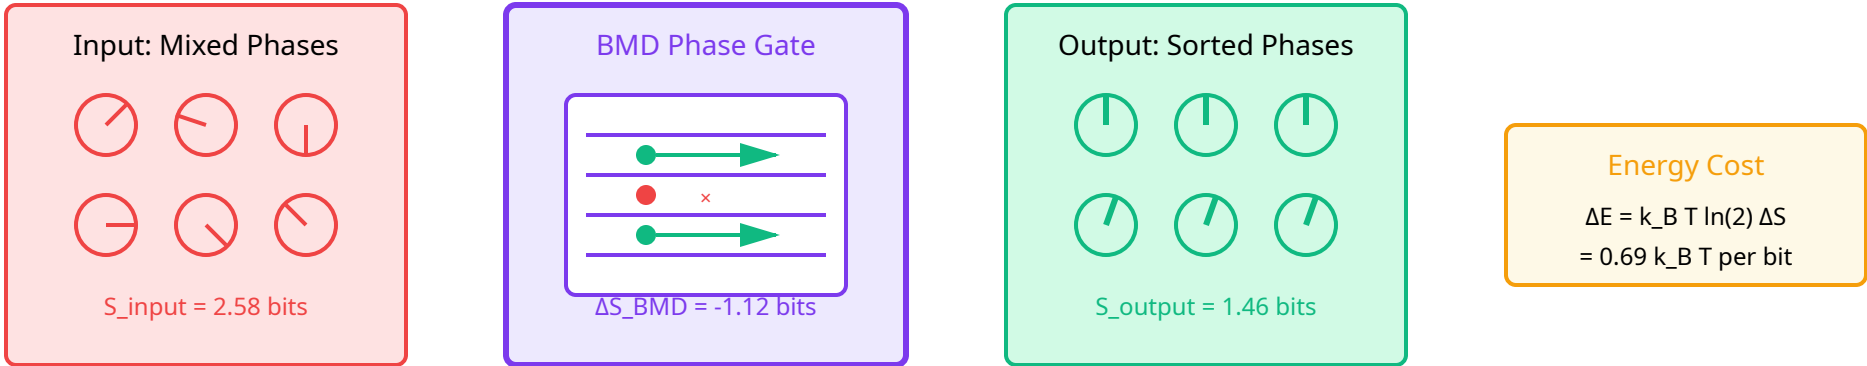 Input: Mixed Phases
S_input = 2.58 bits
BMD Phase Gate
×
ΔS_BMD = -1.12 bits
Output: Sorted Phases
S_output = 1.46 bits
Energy Cost
ΔE = k_B T ln(2) ΔS
= 0.69 k_B T per bit